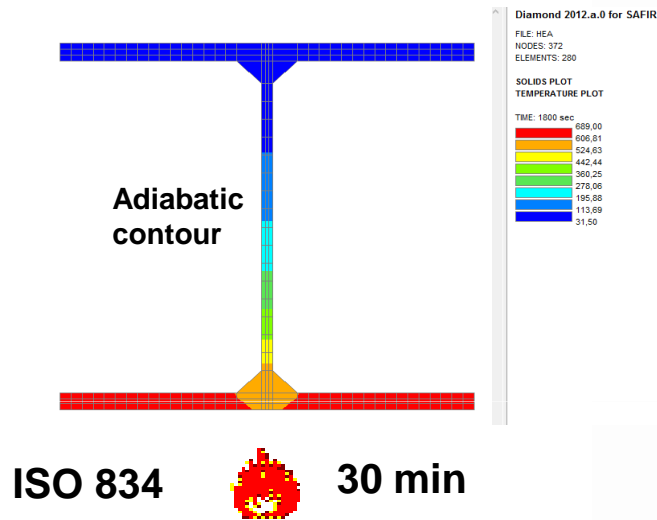 Diamond 2012.a.0 for SAFIR
FILE: HEA
NODES: 372
ELEMENTS: 280
SOLIDS PLOT
TEMPERATURE PLOT
TIME: 1800 sec
689,00
606,81
524,63
442,44
360,25
278,06
195,88
113,69
31,50
Adiabatic
contour
ISO 834
30 min